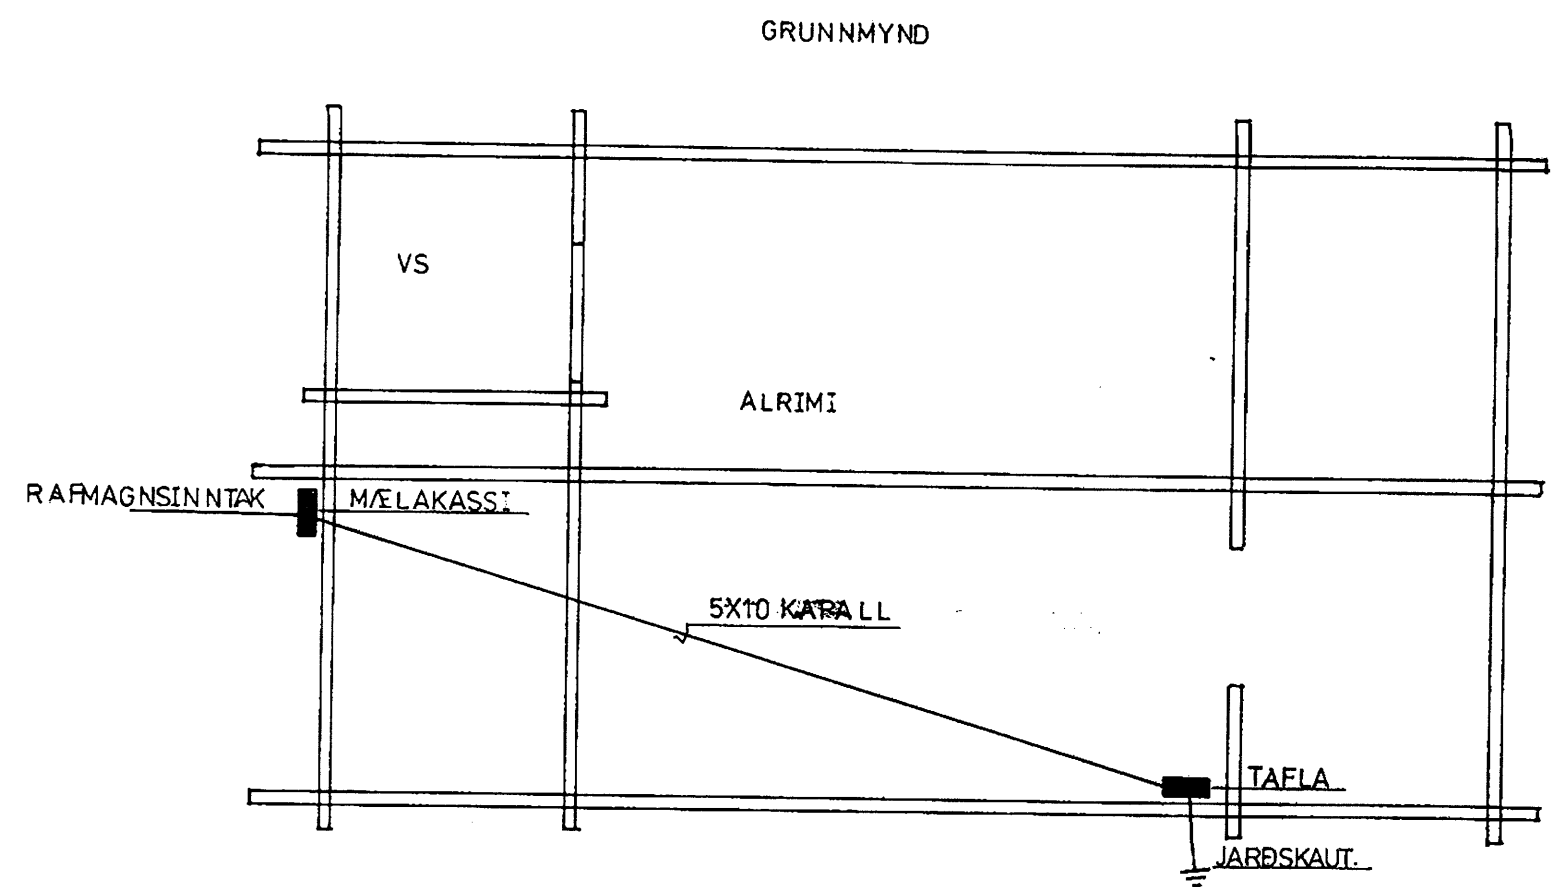 GRUNNMYND
VS
ALRIMI
RAFMAGNSINNTAK
MÆLAKASSI
5X10 KAPALL
TAFLA
JARÐSKAUT.